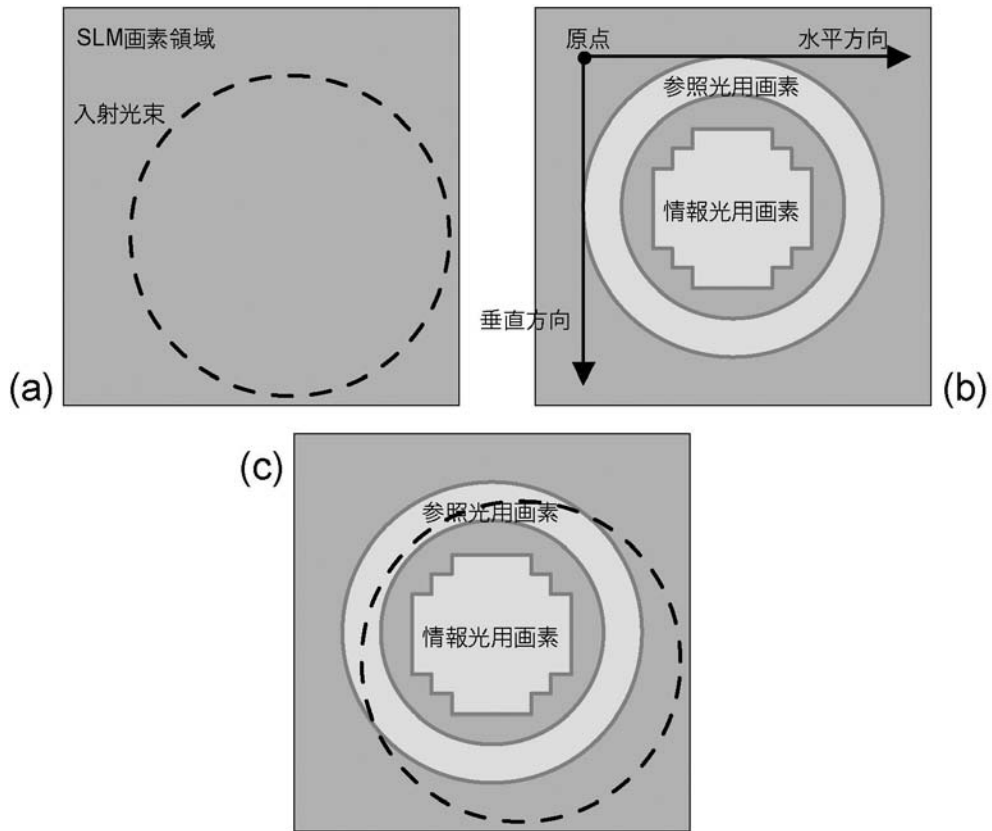 SLM画素領域
入射光束
(a)
原点
水平方向
参照光用画素
情報光用画素
垂直方向
(b)
(c)
参照光用画素
情報光用画素